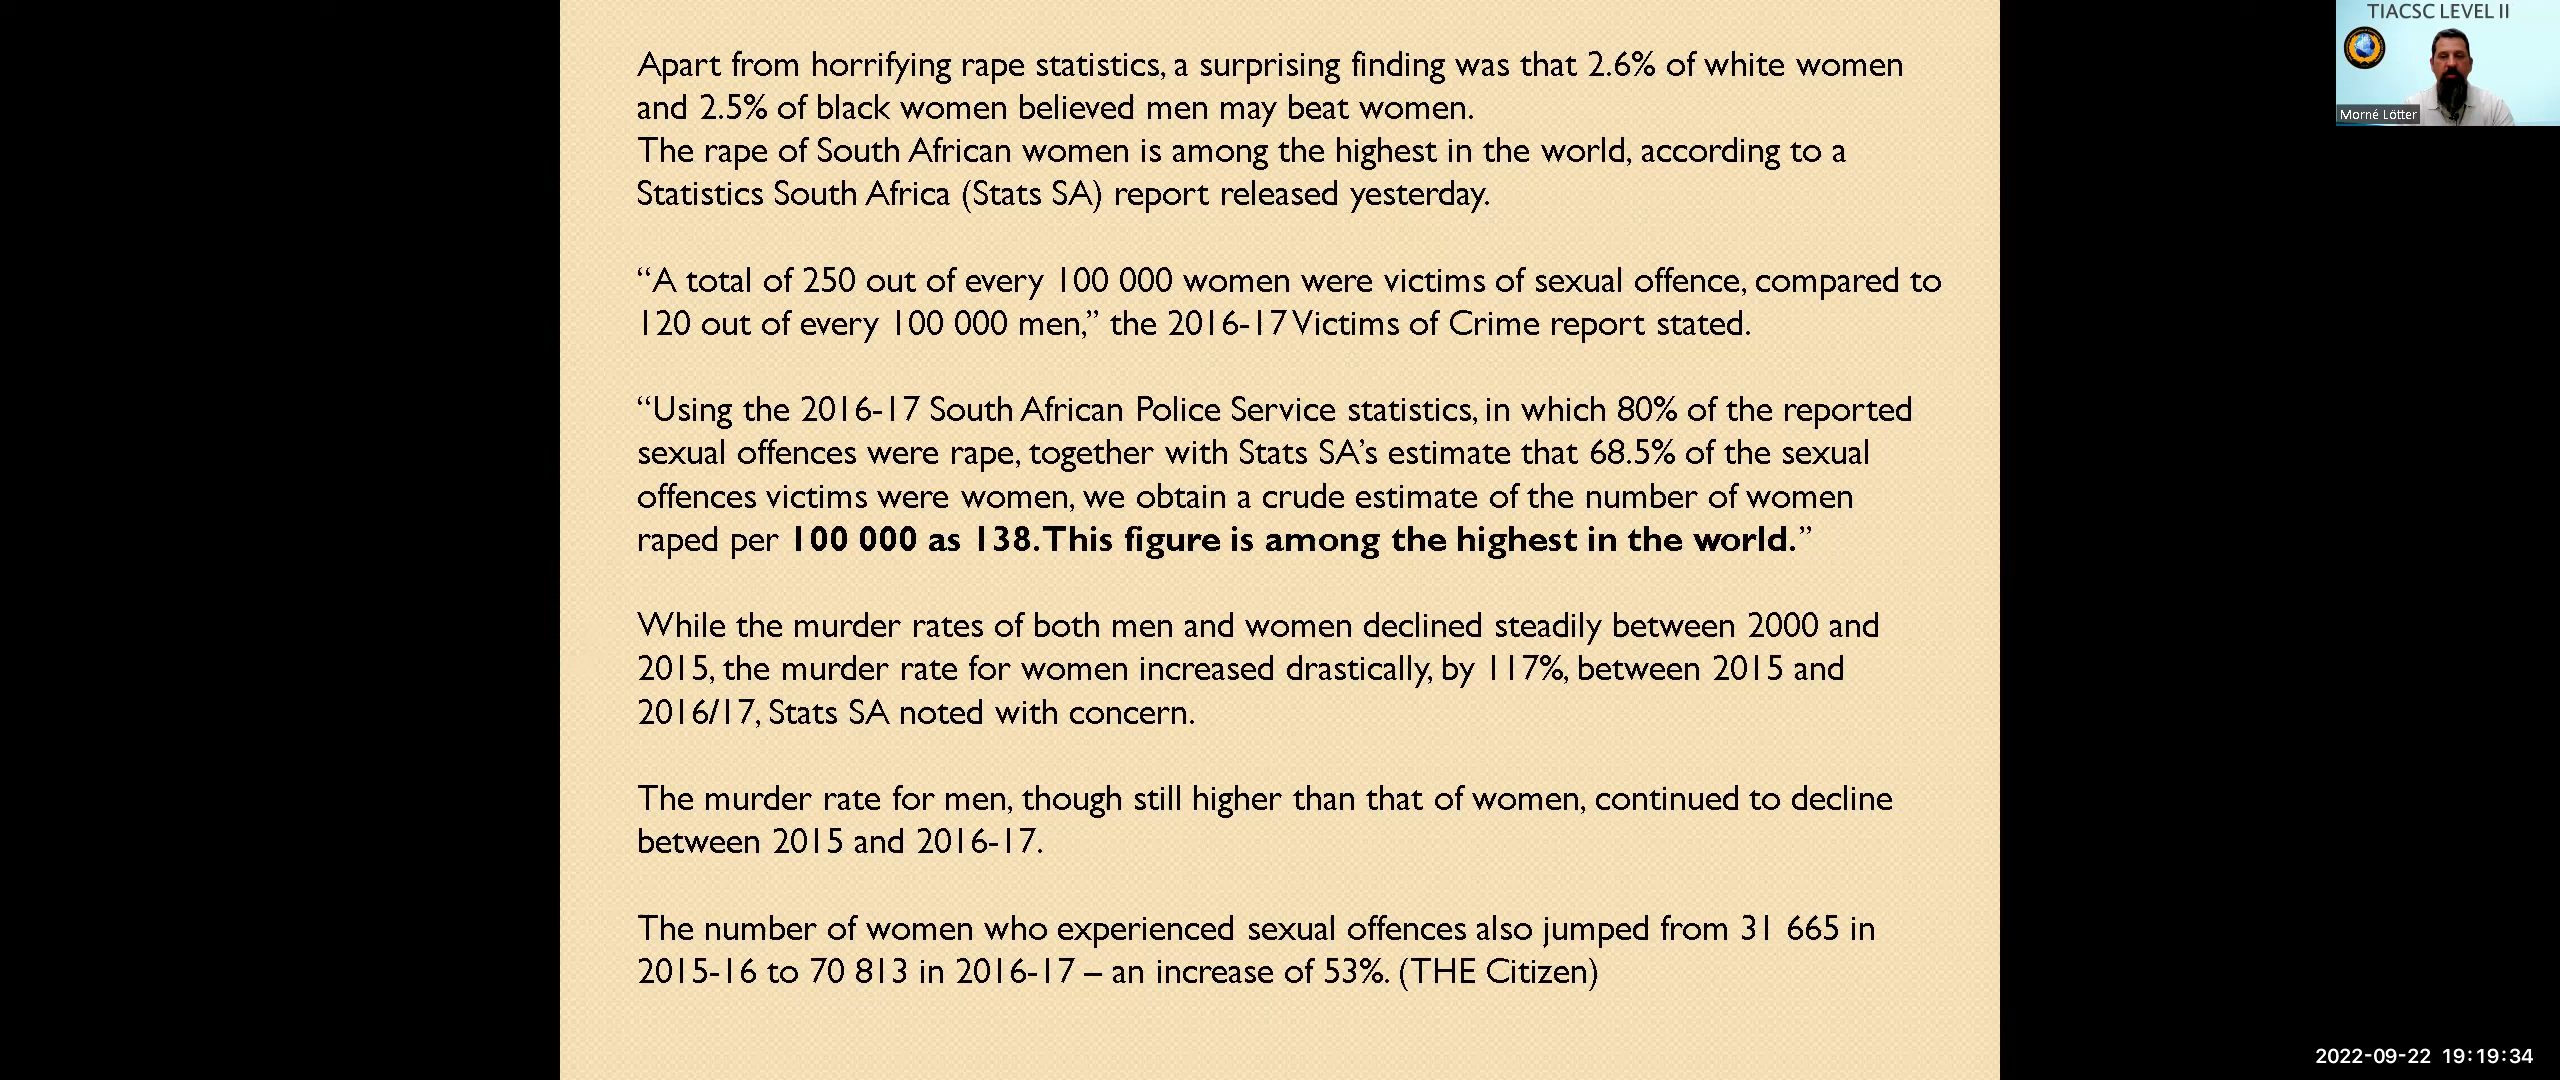 TIACSC LEVEL II
Morné Lötter
Apart from horrifying rape statistics, a surprising finding was that 2.6% of white women
and 2.5% of black women believed men may beat women.
The rape of South African women is among the highest in the world, according to a
Statistics South Africa (Stats SA) report released yesterday.
“A total of 250 out of every 100 000 women were victims of sexual offence, compared to
120 out of every 100 000 men,” the 2016-17 Victims of Crime report stated.
“Using the 2016-17 South African Police Service statistics, in which 80% of the reported
sexual offences were rape, together with Stats SA’s estimate that 68.5% of the sexual
offences victims were women, we obtain a crude estimate of the number of women
raped per 100 000 as 138. This figure is among the highest in the world.”
While the murder rates of both men and women declined steadily between 2000 and
2015, the murder rate for women increased drastically, by 117%, between 2015 and
2016/17, Stats SA noted with concern.
The murder rate for men, though still higher than that of women, continued to decline
between 2015 and 2016-17.
The number of women who experienced sexual offences also jumped from 31 665 in
2015-16 to 70 813 in 2016-17 – an increase of 53%. (THE Citizen)
2022-09-22 19:19:34